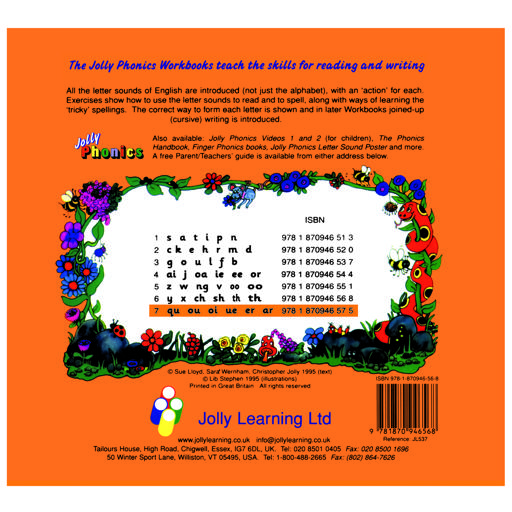 The Jolly Phonics Workbooks teach the skills for reading and writing
All the letter sounds of English are introduced (not just the alphabet), with an 'action' for each.
Exercises show how to use the letter sounds to read and to spell, along with ways of learning the
'tricky' spellings. The correct way to form each letter is shown and in later Workbooks joined-up
(cursive) writing is introduced.
Jolly
Phonics
Also available: Jolly Phonics Videos 1 and 2 (for children), The Phonics
Handbook, Finger Phonics books, Jolly Phonics Letter Sound Poster and more.
A free Parent/Teachers' guide is available from either address below.
ISBN
1 s a t i p n 978 1 870946 51 3
2 c k e h r m d 978 1 870946 52 0
3 g o u l f b 978 1 870946 53 7
4 ai j oa ie ee or 978 1 870946 54 4
5 z w ng v oo oo 978 1 870946 55 1
6 y x ch sh th th 978 1 870946 56 8
7 qu ou oi ue er ar 978 1 870946 57 5
© Sue Lloyd, Sara Wernham, Christopher Jolly 1995 (text)
© Lib Stephen 1995 (illustrations)
Printed in Great Britain All rights reserved
ISBN 978-1-870946-56-8
9 781870 946568
Reference JL537
Jolly Learning Ltd
www.jollylearning.co.uk info@jollylearning.co.uk
Tailours House, High Road, Chigwell, Essex, IG7 6DL, UK. Tel: 020 8501 0405 Fax: 020 8500 1696
50 Winter Sport Lane, Williston, VT 05495, USA. Tel: 1-800-488-2665 Fax: (802) 864-7626